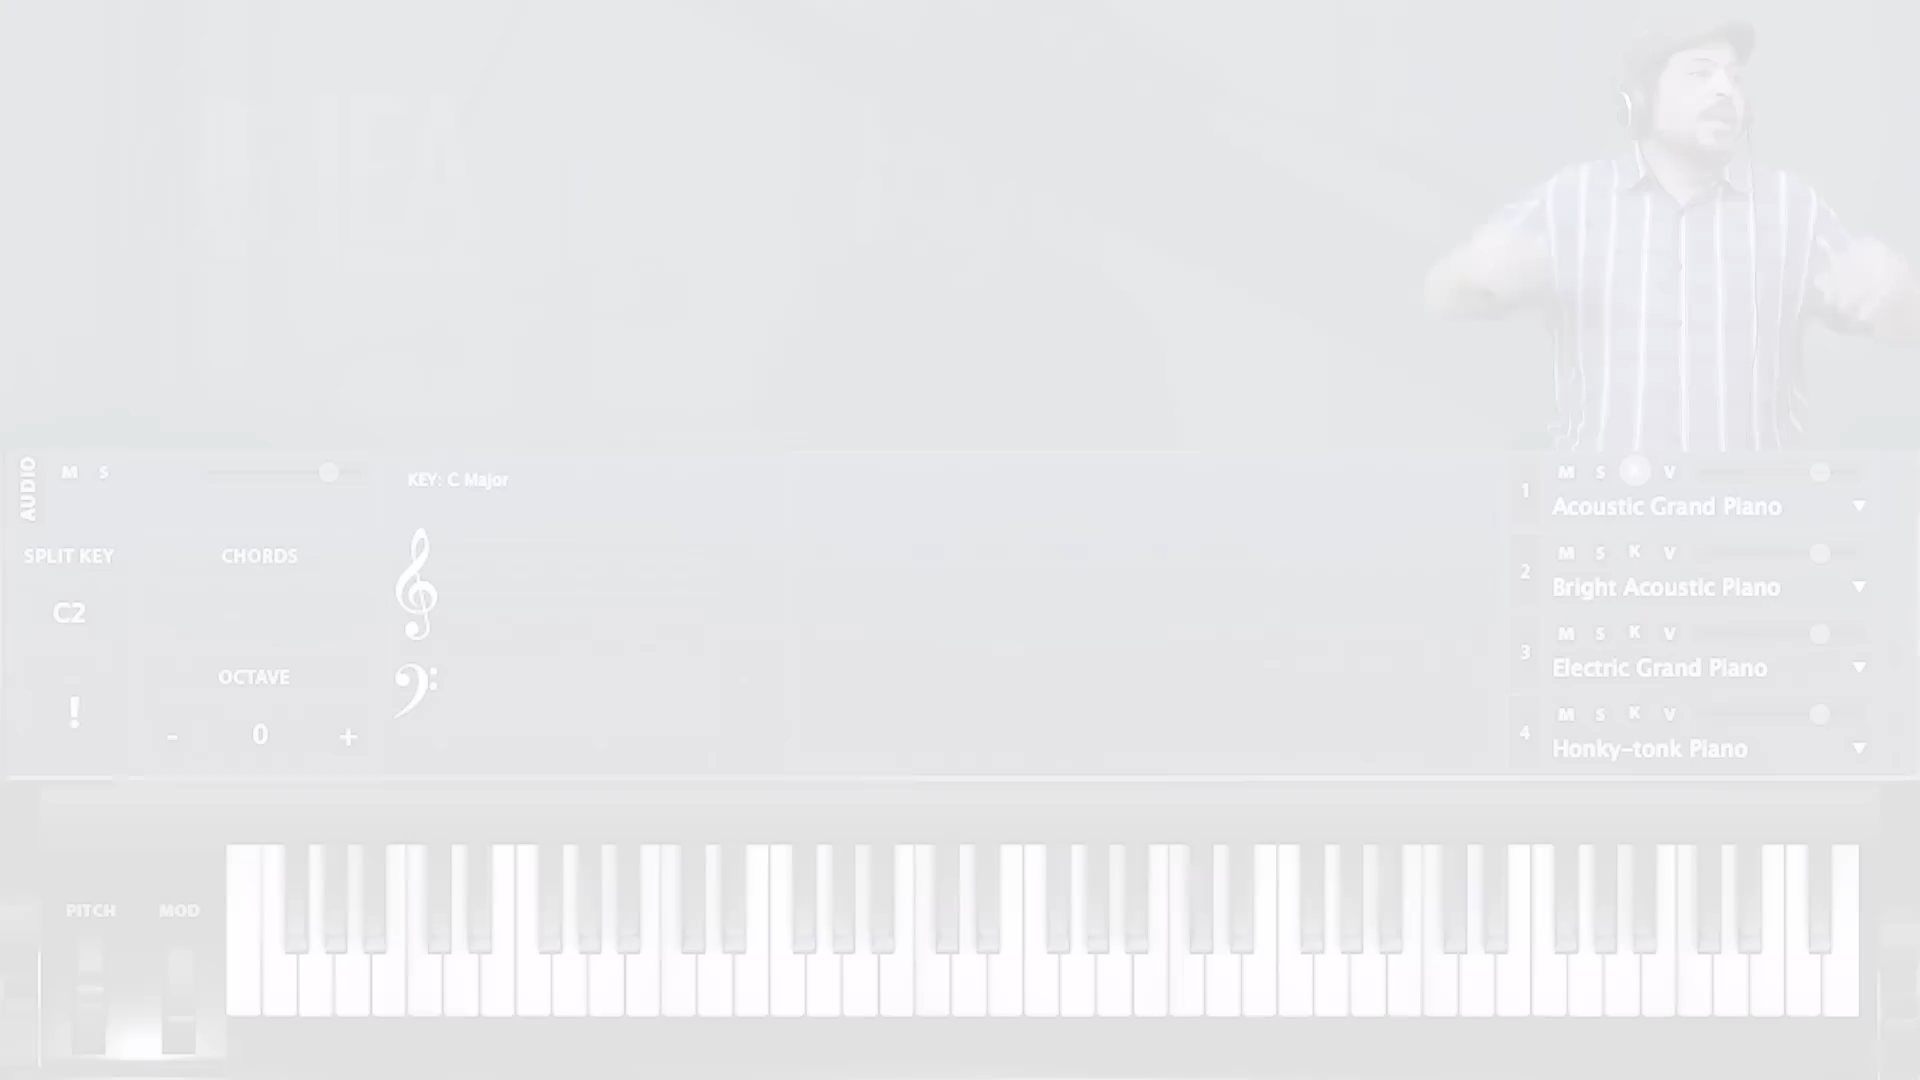 AUDIO
M S
KEY: C Major
SPLIT KEY
CHORDS
C2
OCTAVE
!
- 0 +
1
M S V
Acoustic Grand Piano
2
M S K V
Bright Acoustic Piano
3
M S K V
Electric Grand Piano
4
M S K V
Honky-tonk Piano
PITCH MOD